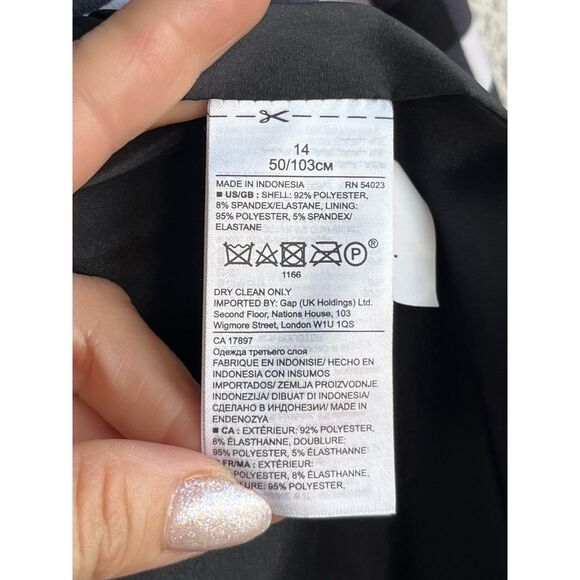 14
50/103CM
MADE IN INDONESIA RN 54023
■ US/GB : SHELL: 92% POLYESTER,
8% SPANDEX/ELASTANE, LINING:
95% POLYESTER, 5% SPANDEX/
ELASTANE
P ®
1166
DRY CLEAN ONLY
IMPORTED BY: Gap (UK Holdings) Ltd.
Second Floor, Nations House, 103
Wigmore Street, London W1U 1QS
CA 17897
Одежда третьего слоя
FABRIQUE EN INDONISIE/ HECHO EN
INDONESIA CON INSUMOS
IMPORTADOS/ ZEMLJA PROIZVODNJE
INDONEZIJA/ DIBUAT DI INDONESIA/
СДЕЛАНО В ИНДОНЕЗИИ/ MADE IN
ENDENOZYA
■ CA : EXTÉRIEUR: 92% POLYESTER,
8% ÉLASTHANNE, DOUBLURE:
95% POLYESTER, 5% ÉLASTHANNE
FR/MA : EXTÉRIEUR:
POLYESTER, 8% ÉLASTHANNE,
95% POLYESTER,